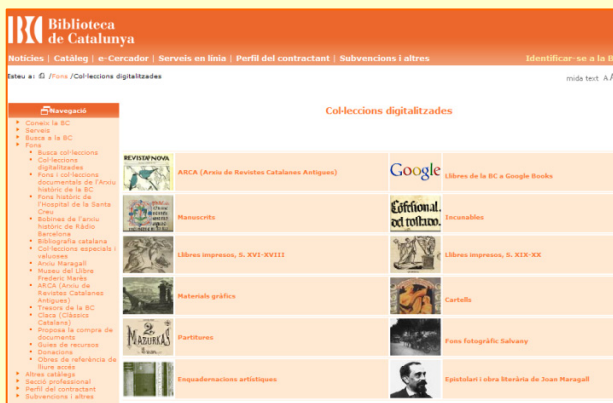 Biblioteca
de Catalunya
Notícies | Catàleg | e-Cercador | Serveis en línia | Perfil del contractant | Subvencions i altres
Identificar-se a la B
Esteu a: / Fons / Col·leccions digitalitzades
mida text A A
Navegació
Coneix la BC
Serveis
Busca a la BC
Fons
Busca col·leccions
Col·leccions
digitalitzades
Fons i col·leccions
documentals de l'Arxiu
històric de la BC
Fons històric de
l'Hospital de la Santa
Creu
Bobines de l'arxiu
històric de Ràdio
Barcelona
Bibliografia catalana
Col·leccions especials i
valuoses
Arxiu Maragall
Museu del Llibre
Frederic Marès
ARCA (Arxiu de
Revistes Catalanes
Antigues)
Tresors de la BC
Claca (Clàssics
Catalans)
Proposa la compra de
documents
Guies de recursos
Donacions
Obres de referència de
lliure accés
Altres catàlegs
Secció professional
Perfil del contractant
Subvencions i altres
Col·leccions digitalitzades
REVISTA NOVA
ARCA (Arxiu de Revistes Catalanes Antigues)
Google
Llibres de la BC a Google Books
Manuscrits
Incunables
Llibres impresos, S. XVI-XVIII
Llibres impresos, S. XIX-XX
Materials gràfics
Cartells
2
MAZURKAS
Partitures
Fons fotogràfic Salvany
Enquadernacions artístiques
Epistolari i obra literària de Joan Maragall